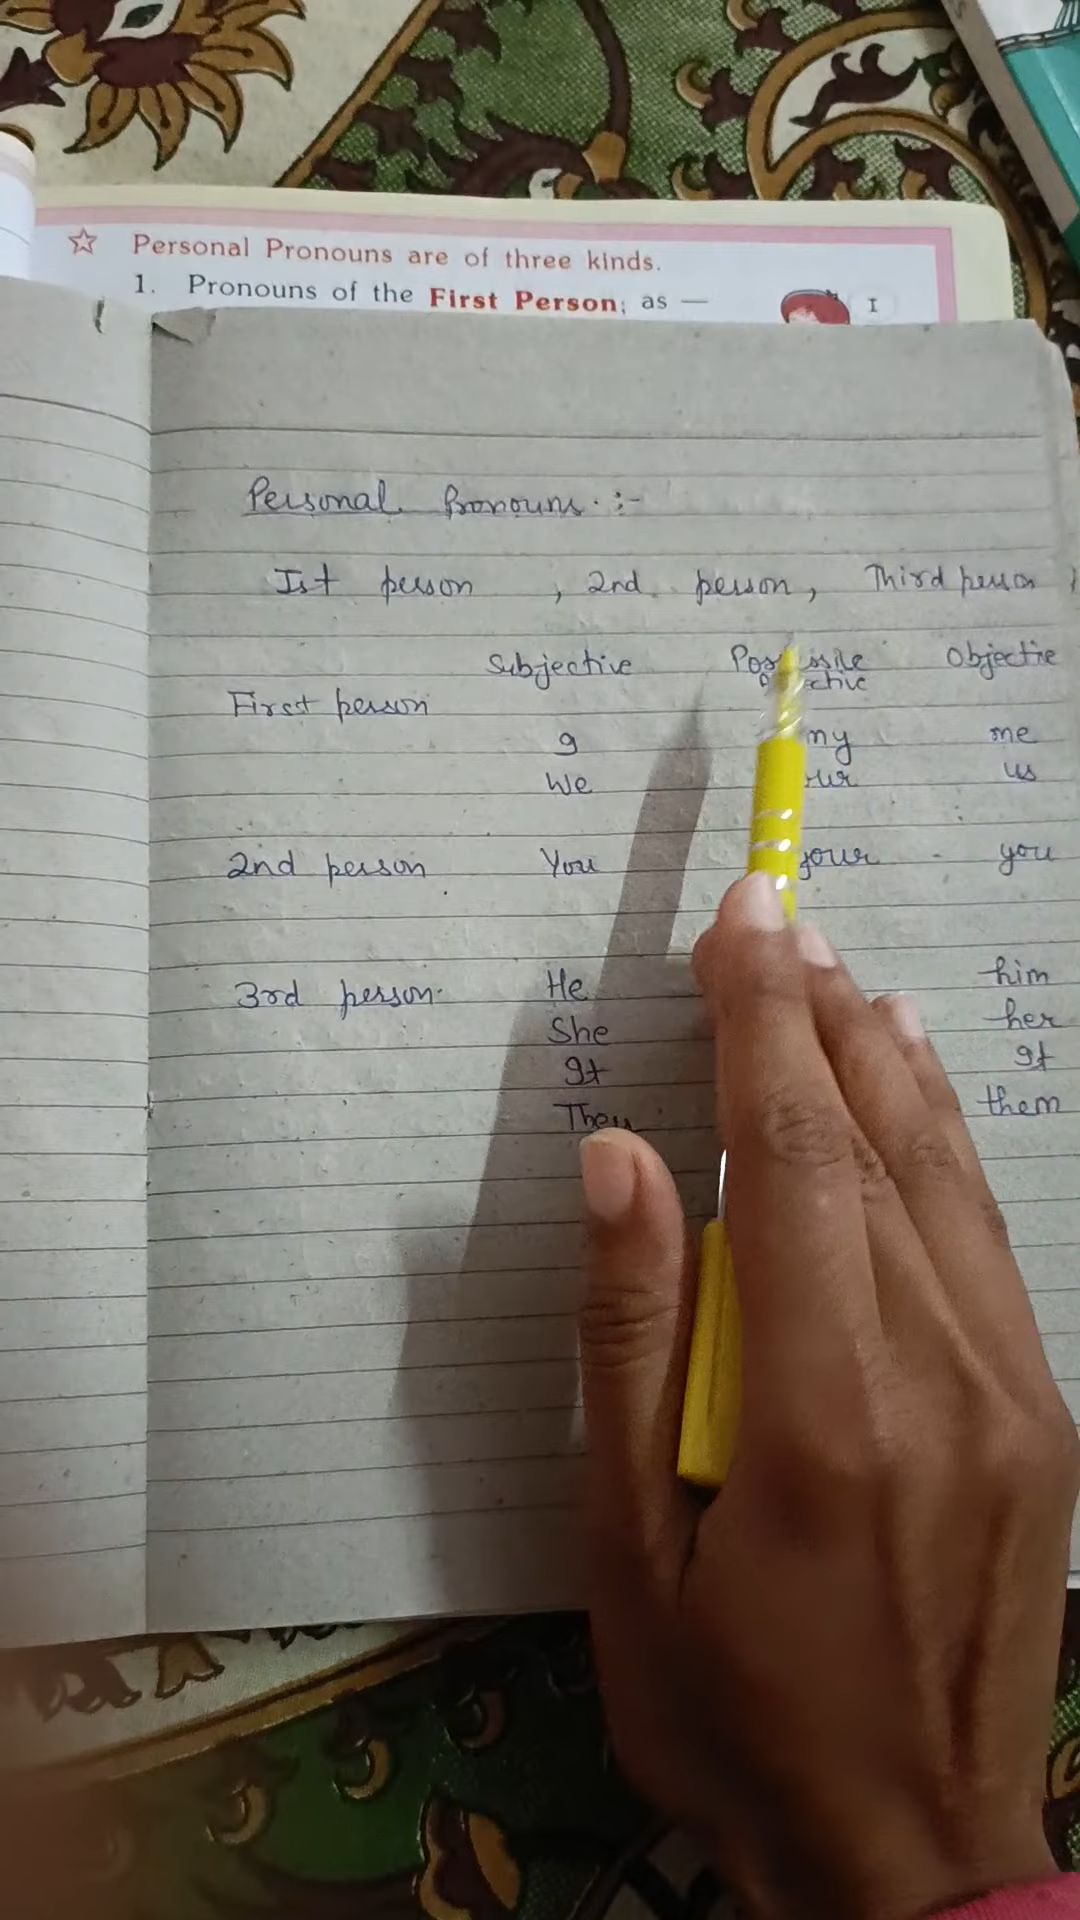 ☆ Personal Pronouns are of three kinds.
1. Pronouns of the First Person; as —
I
Personal Pronouns :-
Ist person , 2nd person, Third person
Subjective Objectie
First person
I my me
We us
2nd person You your - you
3rd person. He him
She her
It It
They them